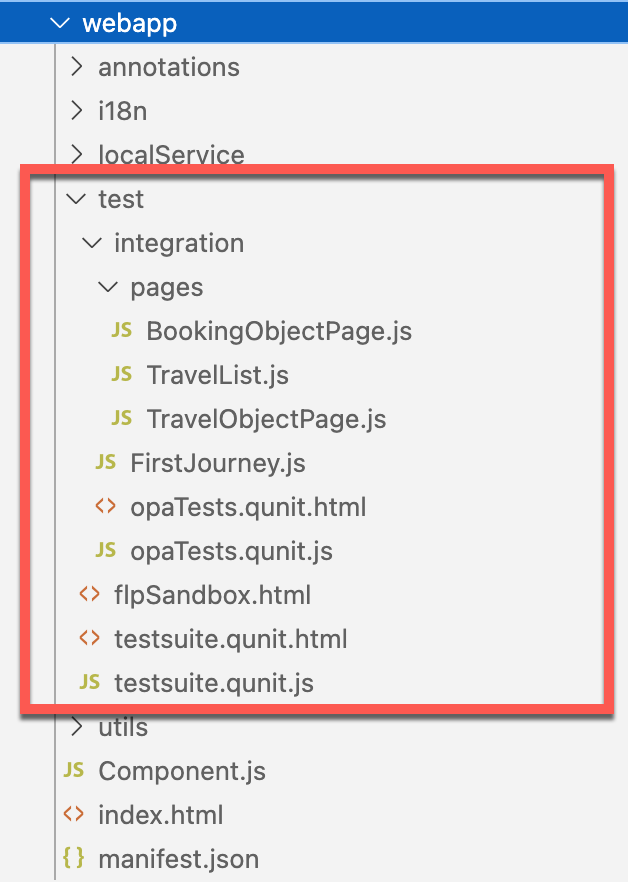 webapp
annotations
i18n
localService
test
integration
pages
JS BookingObjectPage.js
JS TravelList.js
JS TravelObjectPage.js
JS FirstJourney.js
<> opaTests.qunit.html
JS opaTests.qunit.js
<> flpSandbox.html
<> testsuite.qunit.html
JS testsuite.qunit.js
utils
JS Component.js
<> index.html
{} manifest.json